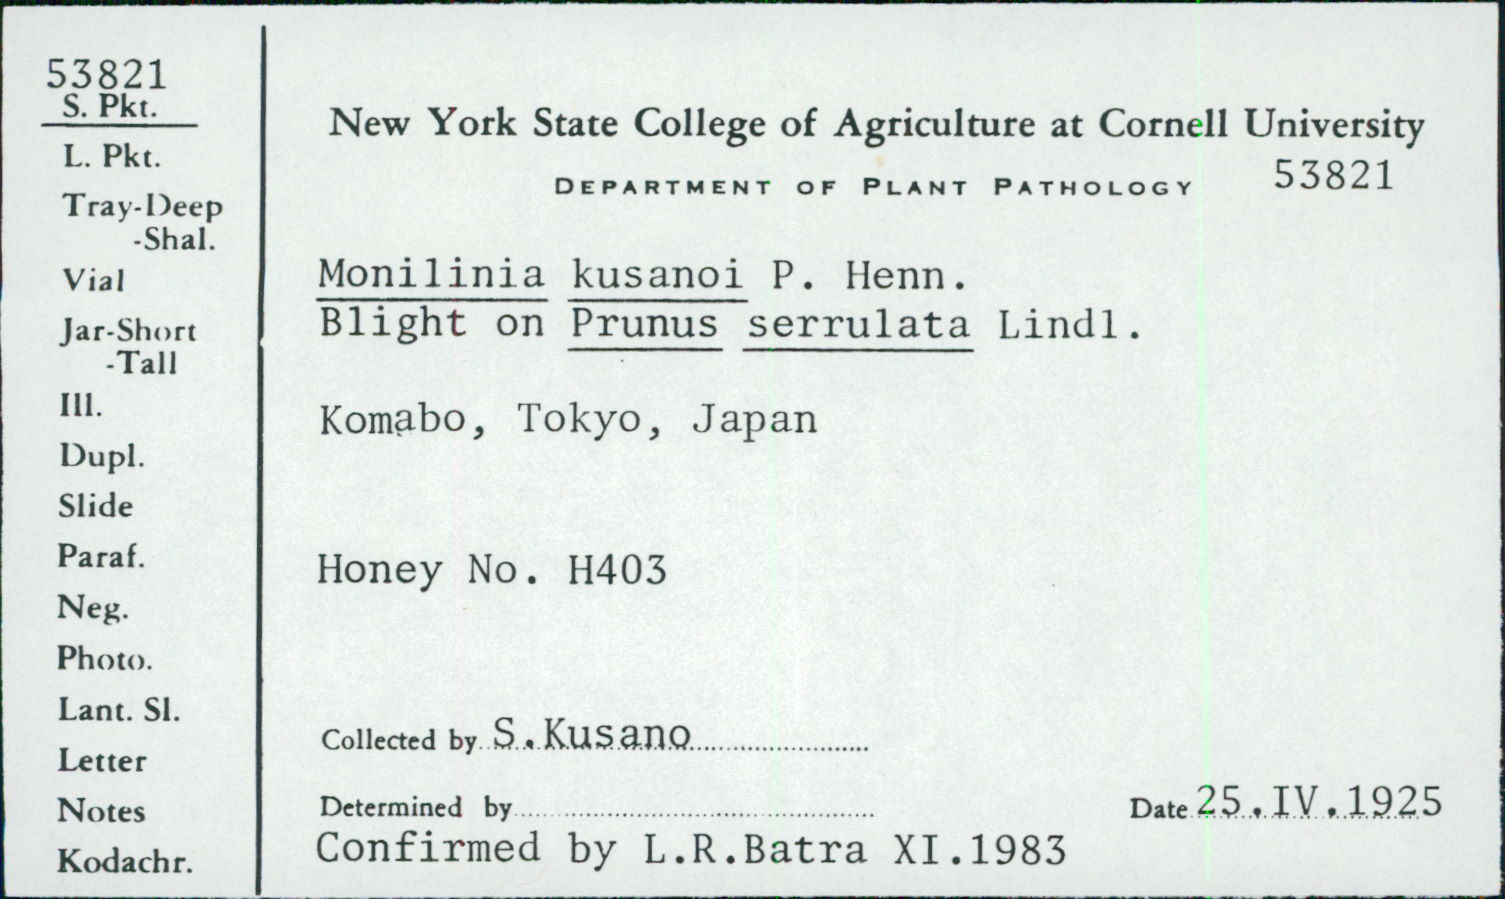 53821
S. Pkt.
L. Pkt.
Tray-Deep
-Shal.
Vial
Jar-Short
-Tall
Ill.
Dupl.
Slide
Paraf.
Neg.
Photo.
Lant. Sl.
Letter
Notes
Kodachr.
New York State College of Agriculture at Cornell University
DEPARTMENT OF PLANT PATHOLOGY 53821
Monilinia kusanoi P. Henn.
Blight on Prunus serrulata Lindl.
Komabo, Tokyo, Japan
Honey No. H403
Collected by S.Kusano
Determined by Date 25.IV.1925
Confirmed by L.R.Batra XI.1983